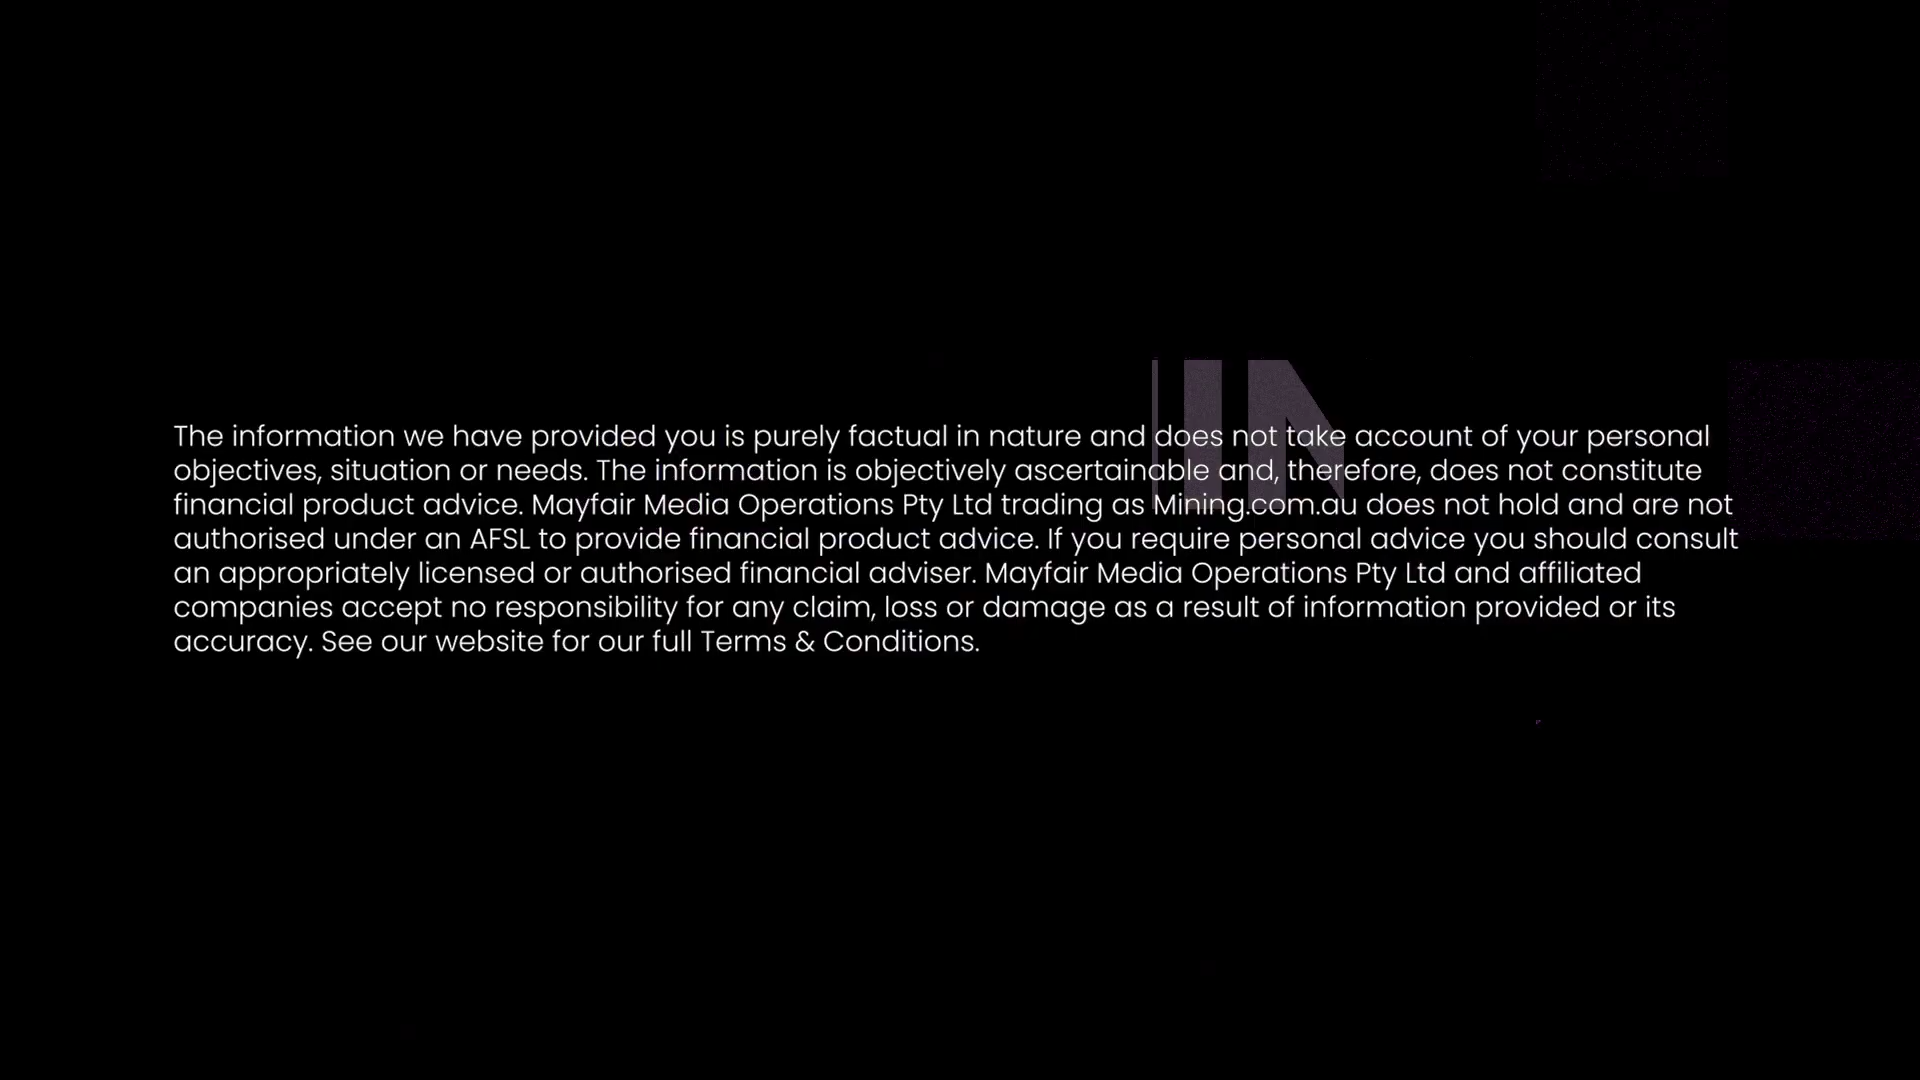 The information we have provided you is purely factual in nature and does not take account of your personal
objectives, situation or needs. The information is objectively ascertainable and, therefore, does not constitute
financial product advice. Mayfair Media Operations Pty Ltd trading as Mining.com.au does not hold and are not
authorised under an AFSL to provide financial product advice. If you require personal advice you should consult
an appropriately licensed or authorised financial adviser. Mayfair Media Operations Pty Ltd and affiliated
companies accept no responsibility for any claim, loss or damage as a result of information provided or its
accuracy. See our website for our full Terms & Conditions.